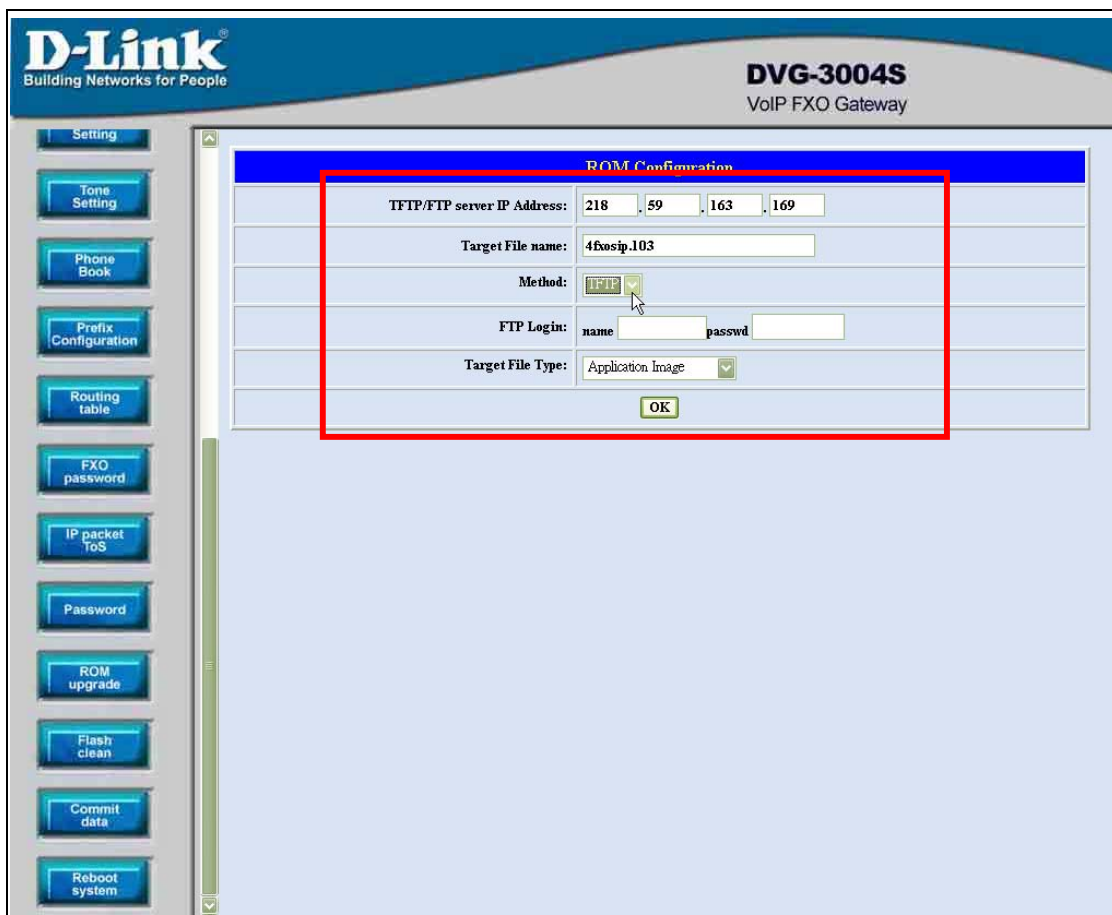 D-Link®
Building Networks for People
DVG-3004S
VoIP FXO Gateway
Setting
Tone
Setting
Phone
Book
Prefix
Configuration
Routing
table
FXO
password
IP packet
ToS
Password
ROM
upgrade
Flash
clean
Commit
data
Reboot
system
ROM Configuration
TFTP/FTP server IP Address: 218 . 59 . 163 . 169
Target File name: 4fxosip.103
Method: TFTP
FTP Login: name passwd
Target File Type: Application Image
OK